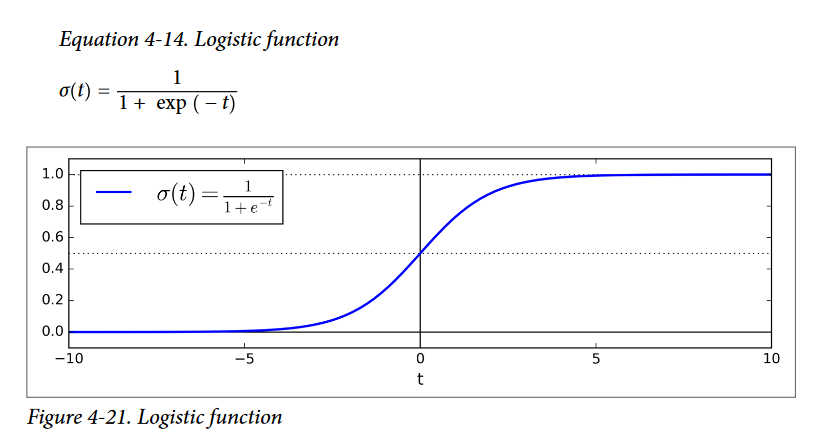 Equation 4-14. Logistic function
σ(t) = 1 / (1 + exp (− t))
σ(t) = 1 / (1 + e^{−t})
1.0
0.8
0.6
0.4
0.2
0.0
−10 −5 0 5 10
t
Figure 4-21. Logistic function